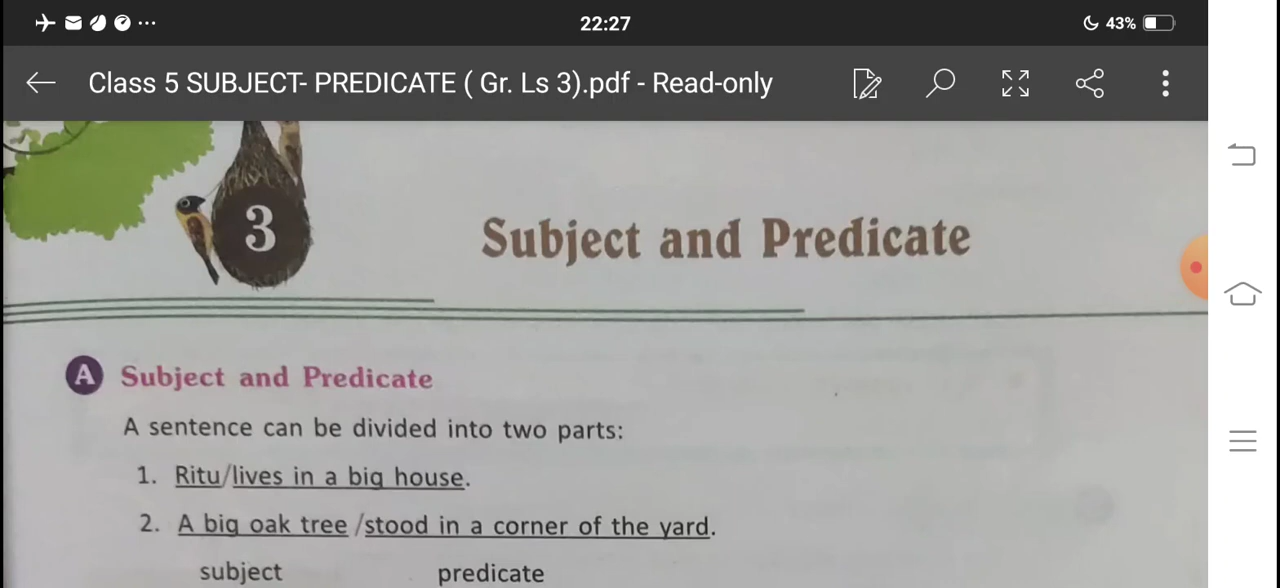 22:27
43%
Class 5 SUBJECT- PREDICATE ( Gr. Ls 3).pdf - Read-only
3
Subject and Predicate
A Subject and Predicate
A sentence can be divided into two parts:
1. Ritu/lives in a big house.
2. A big oak tree /stood in a corner of the yard.
subject predicate